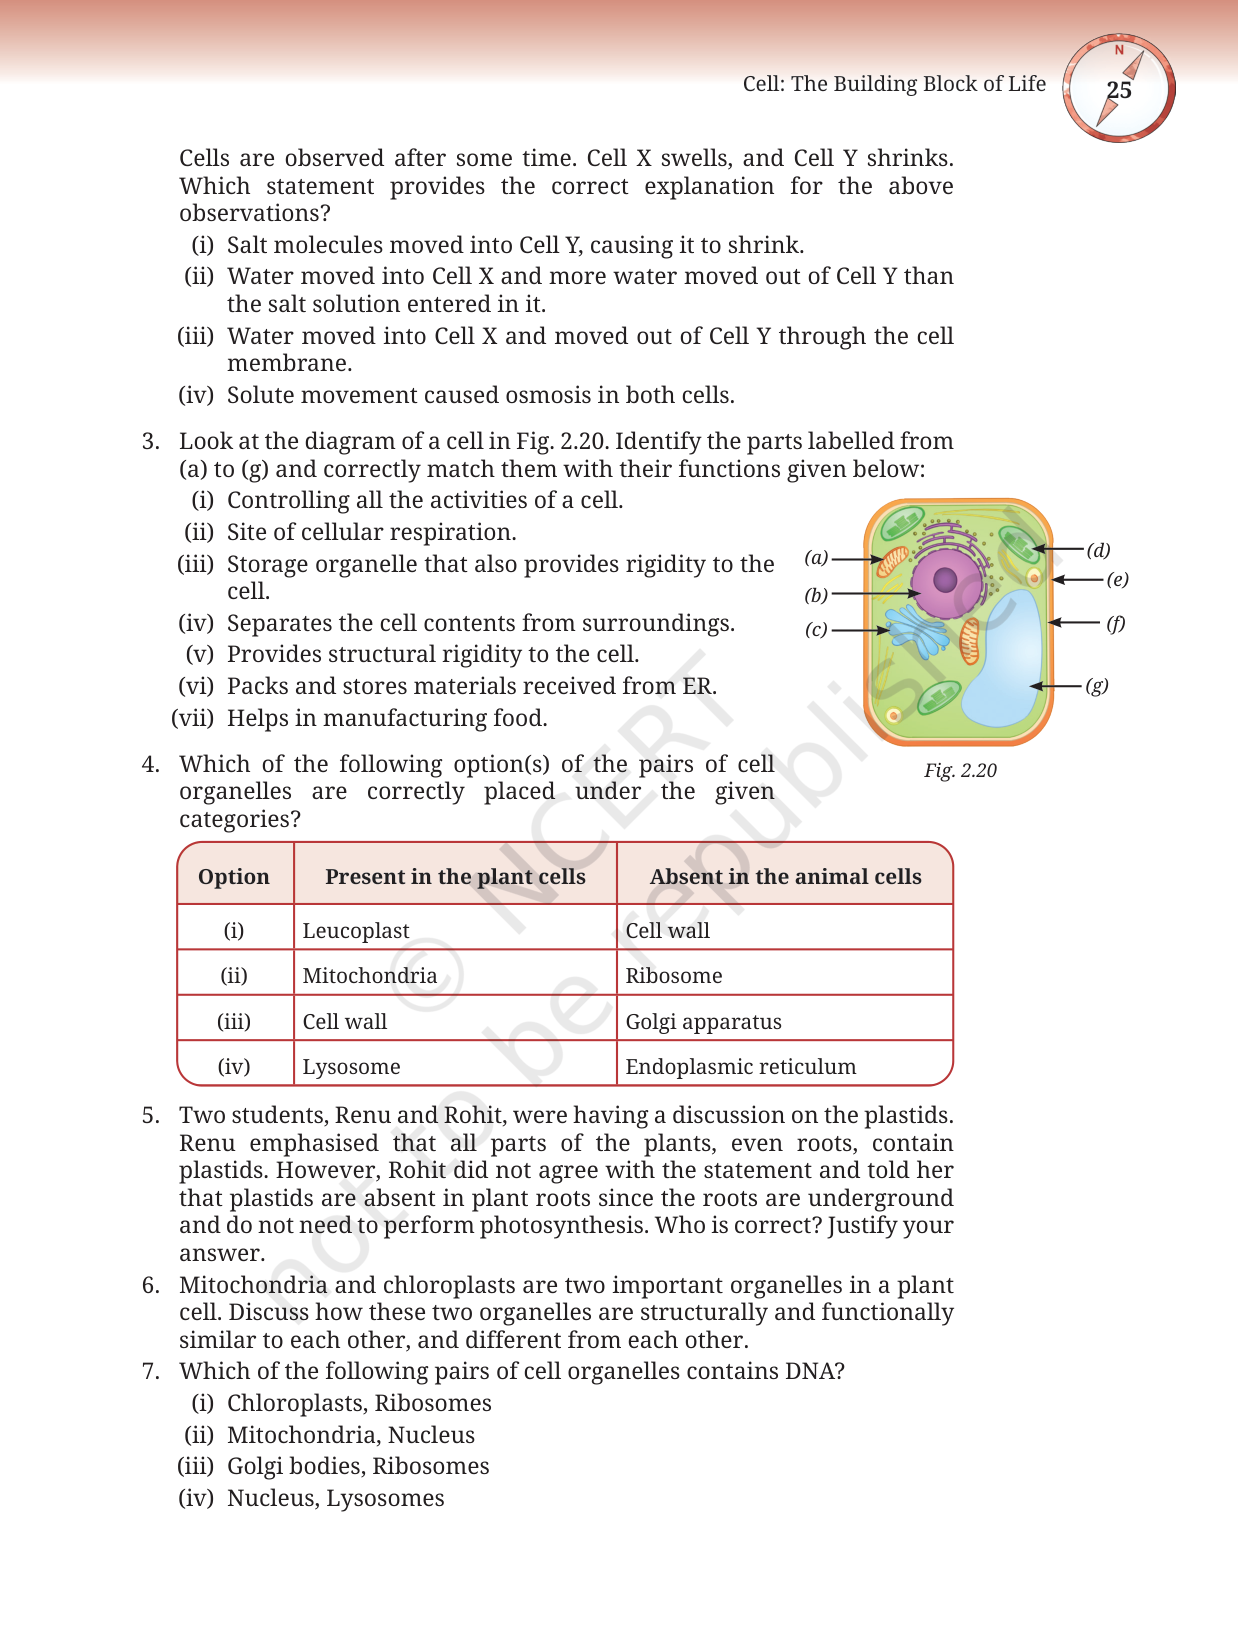 Cell: The Building Block of Life
N
25
Cells are observed after some time. Cell X swells, and Cell Y shrinks.
Which statement provides the correct explanation for the above
observations?
(i) Salt molecules moved into Cell Y, causing it to shrink.
(ii) Water moved into Cell X and more water moved out of Cell Y than
the salt solution entered in it.
(iii) Water moved into Cell X and moved out of Cell Y through the cell
membrane.
(iv) Solute movement caused osmosis in both cells.
3. Look at the diagram of a cell in Fig. 2.20. Identify the parts labelled from
(a) to (g) and correctly match them with their functions given below:
(i) Controlling all the activities of a cell.
(ii) Site of cellular respiration.
(iii) Storage organelle that also provides rigidity to the
cell.
(iv) Separates the cell contents from surroundings.
(v) Provides structural rigidity to the cell.
(vi) Packs and stores materials received from ER.
(vii) Helps in manufacturing food.
(a)
(b)
(c)
(d)
(e)
(f)
(g)
Fig. 2.20
4. Which of the following option(s) of the pairs of cell
organelles are correctly placed under the given
categories?
Option Present in the plant cells Absent in the animal cells
(i) Leucoplast Cell wall
(ii) Mitochondria Ribosome
(iii) Cell wall Golgi apparatus
(iv) Lysosome Endoplasmic reticulum
5. Two students, Renu and Rohit, were having a discussion on the plastids.
Renu emphasised that all parts of the plants, even roots, contain
plastids. However, Rohit did not agree with the statement and told her
that plastids are absent in plant roots since the roots are underground
and do not need to perform photosynthesis. Who is correct? Justify your
answer.
6. Mitochondria and chloroplasts are two important organelles in a plant
cell. Discuss how these two organelles are structurally and functionally
similar to each other, and different from each other.
7. Which of the following pairs of cell organelles contains DNA?
(i) Chloroplasts, Ribosomes
(ii) Mitochondria, Nucleus
(iii) Golgi bodies, Ribosomes
(iv) Nucleus, Lysosomes
© NCERT
not to be republished